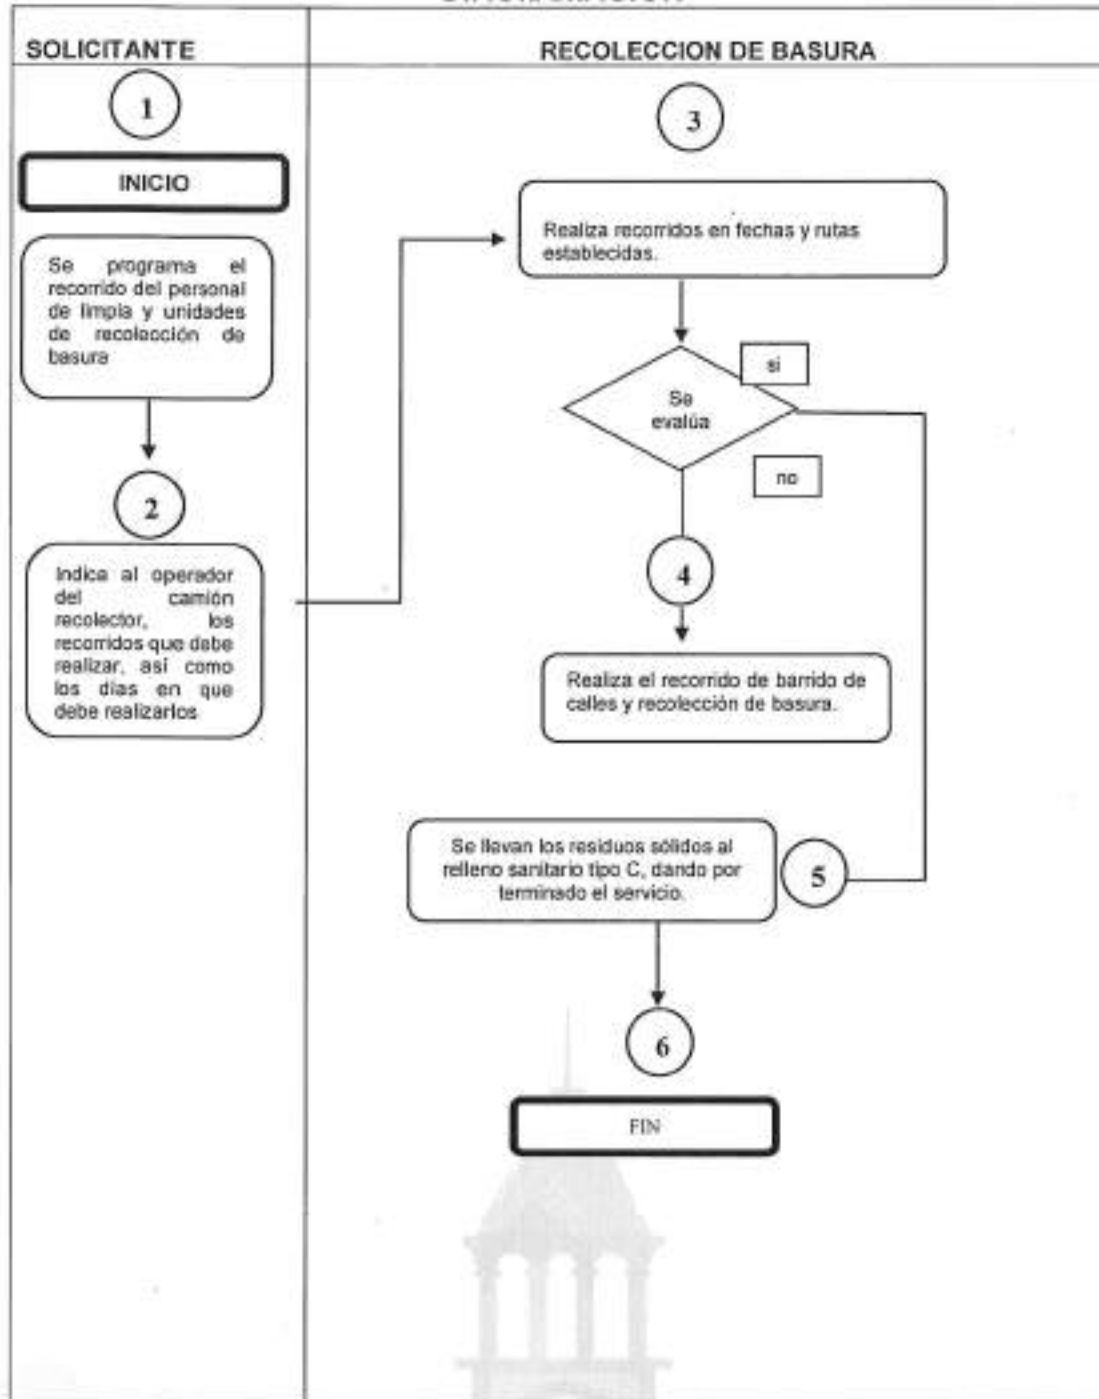 SOLICITANTE
RECOLECCION DE BASURA
1
INICIO
Se programa el
recorrido del personal
de limpia y unidades
de recolección de
basura
2
Indica al operador
del camión
recolector, los
recorridos que debe
realizar, así como
los días en que
debe realizarlos
3
Realiza recorridos en fechas y rutas
establecidas.
si
Se
evalúa
no
4
Realiza el recorrido de barrido de
calles y recolección de basura.
Se llevan los residuos sólidos al
relleno sanitario tipo C, dando por
terminado el servicio.
5
6
FIN